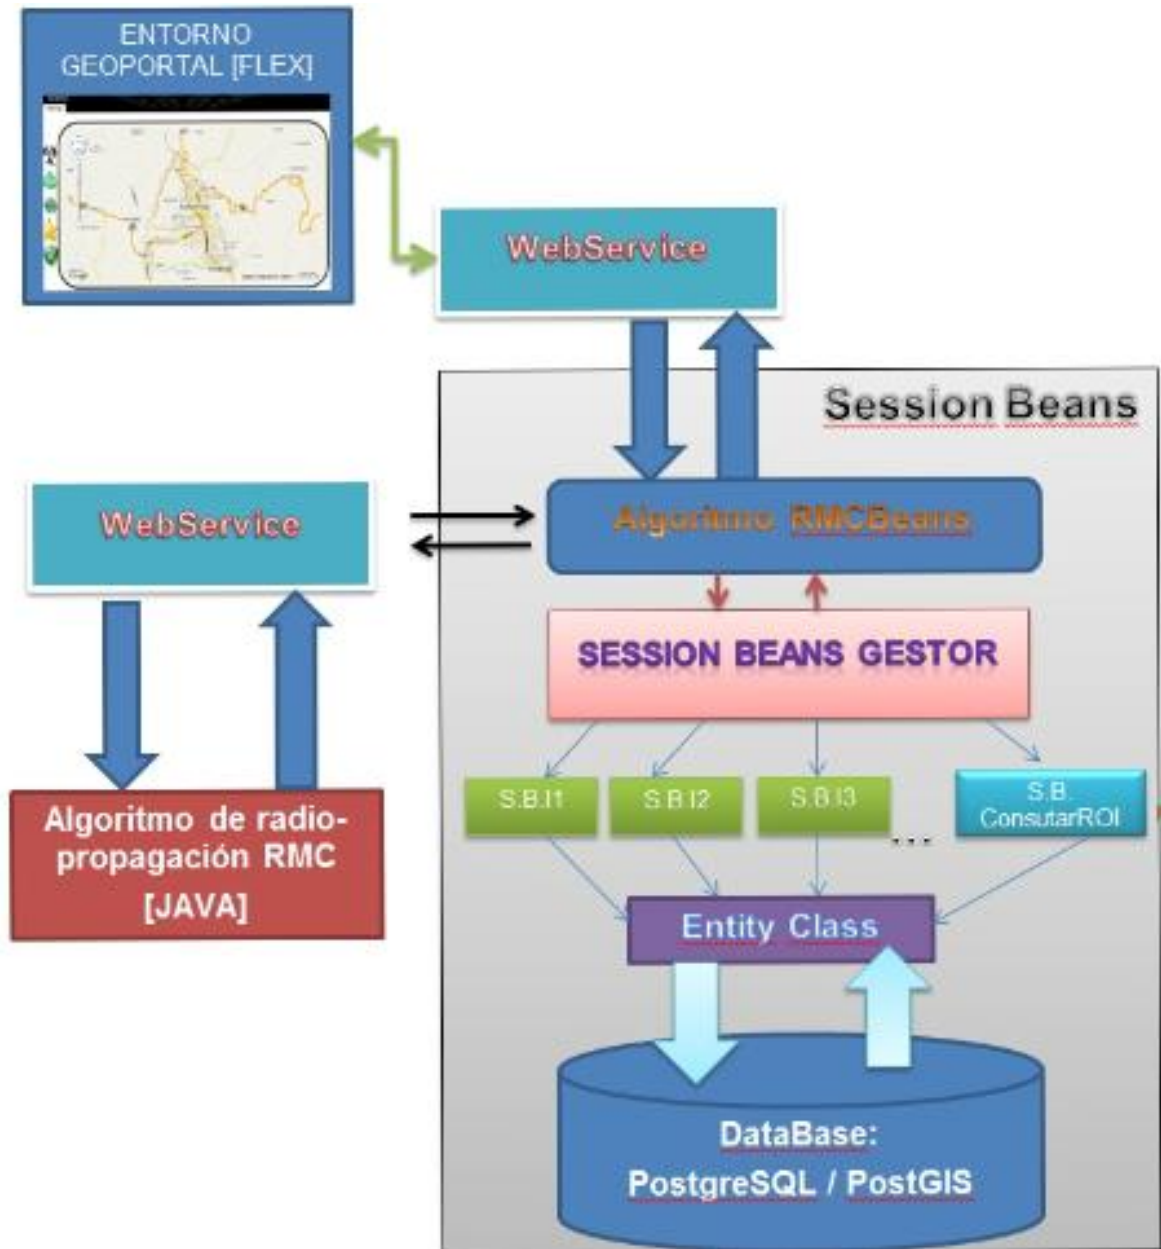 ENTORNO
GEOPORTAL [FLEX]
WebService
Session Beans
WebService
Algoritmo RMCBeans
SESSION BEANS GESTOR
S.B.I1
S.B.I2
S.B.I3
...
S.B.
ConsutarROI
Algoritmo de radio-
propagación RMC
[JAVA]
Entity Class
DataBase:
PostgreSQL / PostGIS